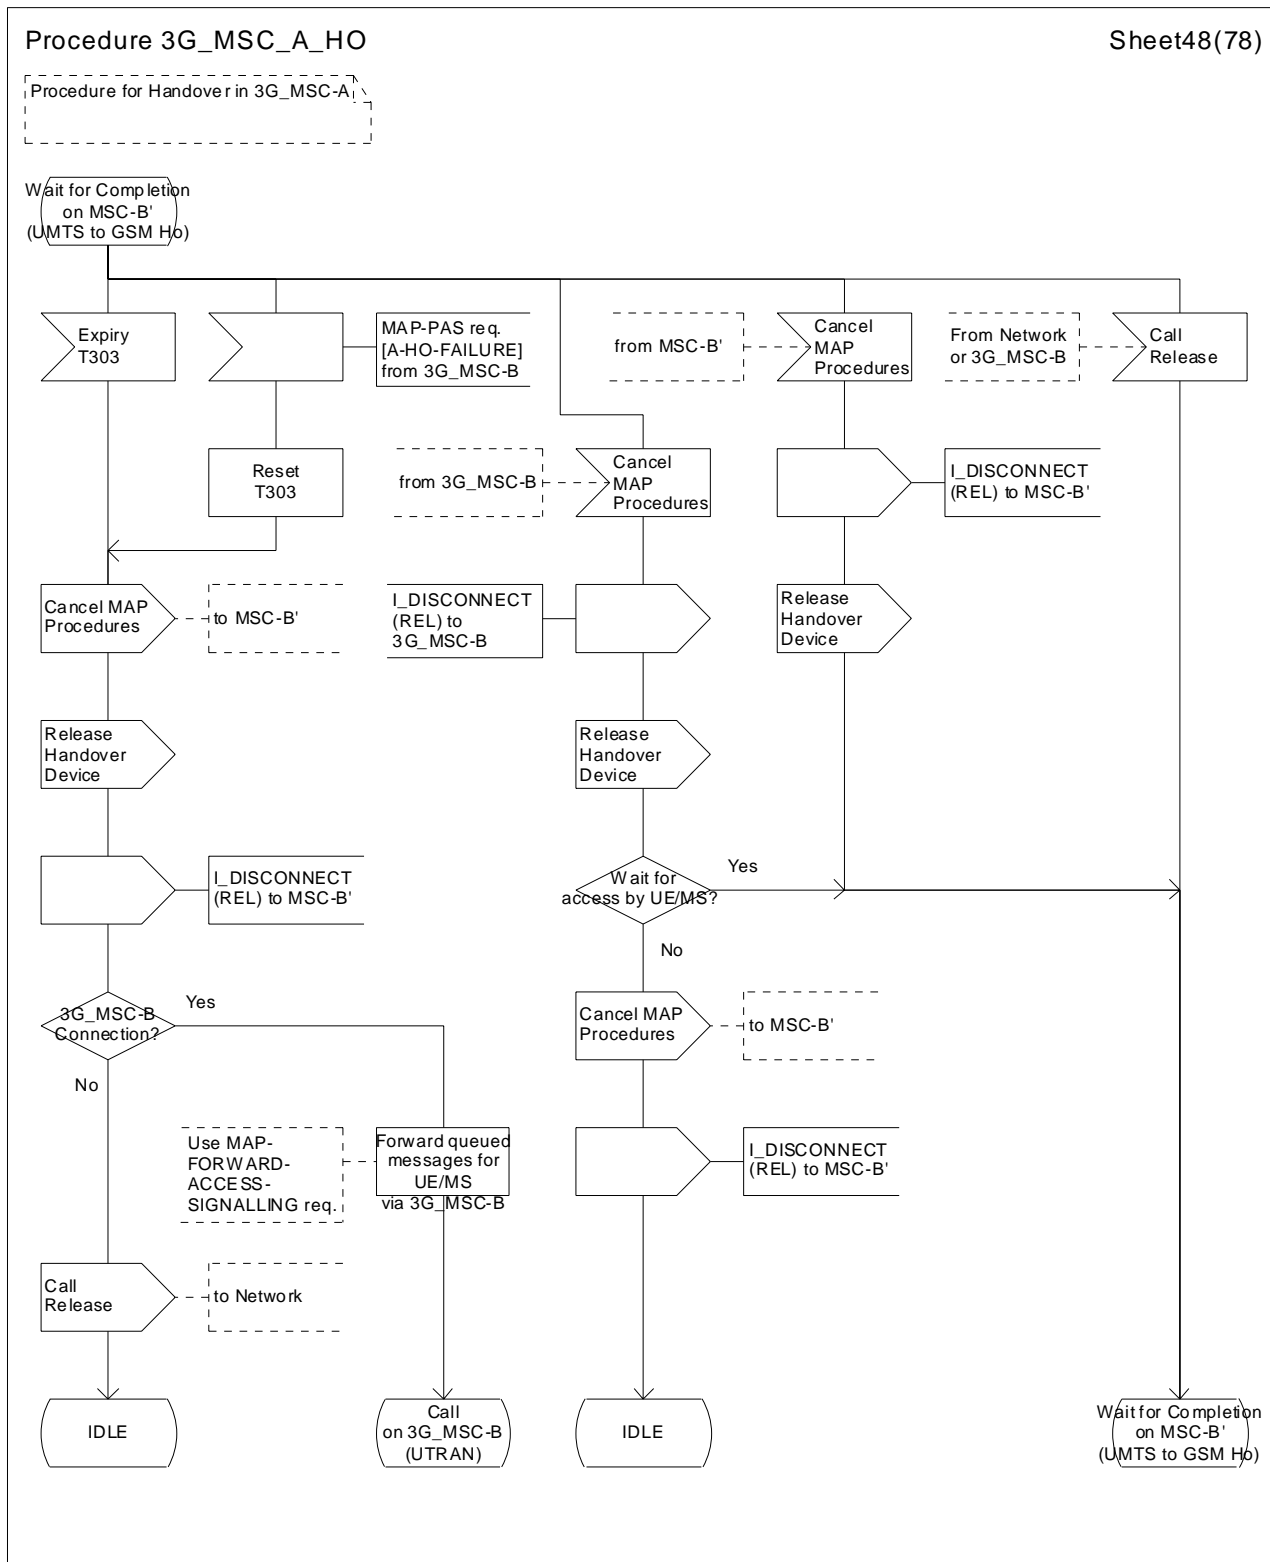 Procedure 3G_MSC_A_HO
Sheet48(78)
Procedure for Handover in 3G_MSC-A
Wait for Completion
on MSC-B'
(UMTS to GSM Ho)
Expiry
T303
MAP-PAS req.
[A-HO-FAILURE]
from 3G_MSC-B
from MSC-B'
Cancel
MAP
Procedures
From Network
or 3G_MSC-B
Call
Release
Reset
T303
from 3G_MSC-B
Cancel
MAP
Procedures
I_DISCONNECT
(REL) to MSC-B'
Cancel MAP
Procedures
to MSC-B'
I_DISCONNECT
(REL) to
3G_MSC-B
Release
Handover
Device
Release
Handover
Device
Release
Handover
Device
I_DISCONNECT
(REL) to MSC-B'
Wait for
access by UE/MS?
Yes
No
3G_MSC-B
Connection?
Yes
No
Cancel MAP
Procedures
to MSC-B'
Use MAP-
FORWARD-
ACCESS-
SIGNALLING req.
Forward queued
messages for
UE/MS
via 3G_MSC-B
I_DISCONNECT
(REL) to MSC-B'
Call
Release
to Network
IDLE
Call
on 3G_MSC-B
(UTRAN)
IDLE
Wait for Completion
on MSC-B'
(UMTS to GSM Ho)